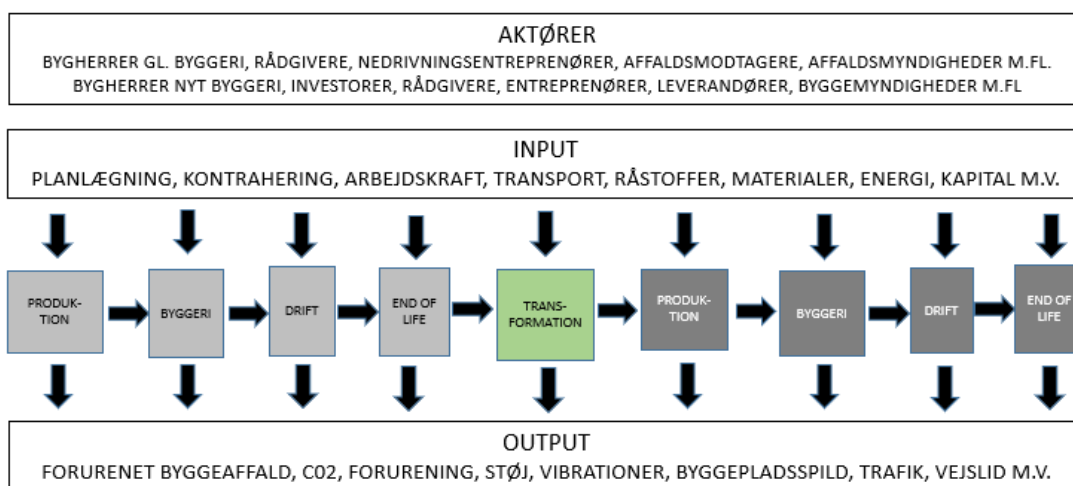 AKTØRER
BYGHERRER GL. BYGGERI, RÅDGIVERE, NEDRIVNINGSENTREPRENØRER, AFFALDSMODTAGERE, AFFALDSMYNDIGHEDER M.FL.
BYGHERRER NYT BYGGERI, INVESTORER, RÅDGIVERE, ENTREPRENØRER, LEVERANDØRER, BYGGEMYNDIGHEDER M.FL
INPUT
PLANLÆGNING, KONTRAHERING, ARBEJDSKRAFT, TRANSPORT, RÅSTOFFER, MATERIALER, ENERGI, KAPITAL M.V.
PRODUK-
TION
BYGGERI
DRIFT
END OF
LIFE
TRANS-
FORMATION
PRODUK-
TION
BYGGERI
DRIFT
END OF
LIFE
OUTPUT
FORURENET BYGGEAFFALD, C02, FORURENING, STØJ, VIBRATIONER, BYGGEPLADSSPILD, TRAFIK, VEJSLID M.V.